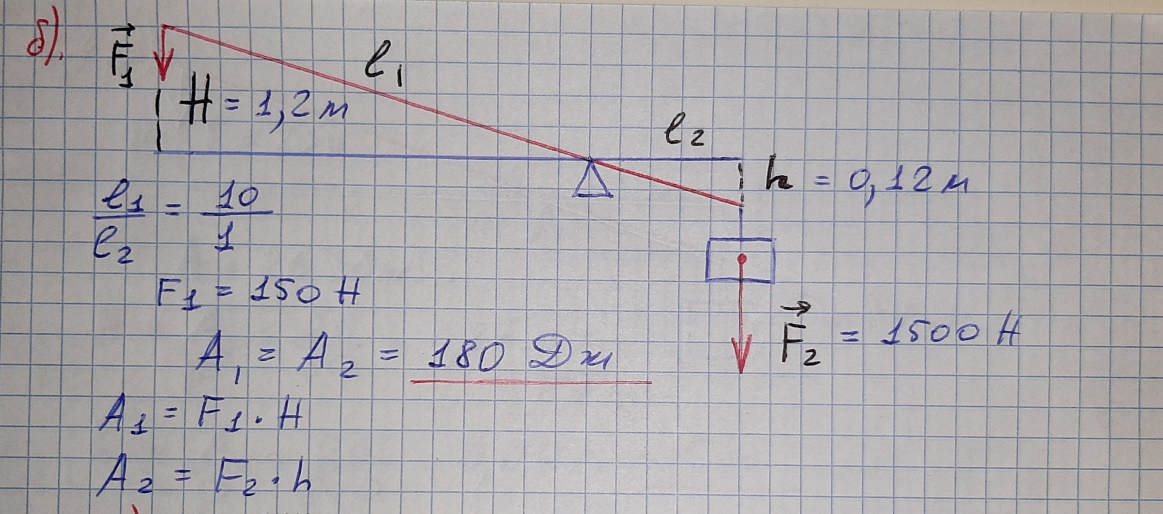 б).
F₁
l₁
H = 1,2 м
l₂
h = 0,12 м
l₁/l₂ = 10/1
F₁ = 150 Н
F₂ = 1500 Н
A₁ = A₂ = 180 Дж
A₁ = F₁ · H
A₂ = F₂ · h